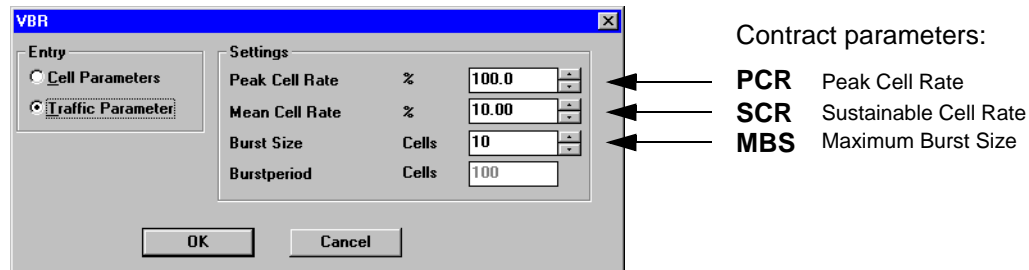 VBR
Entry
Cell Parameters
Traffic Parameter
Settings
Peak Cell Rate % 100.0
Mean Cell Rate % 10.00
Burst Size Cells 10
Burstperiod Cells 100
OK Cancel
Contract parameters:
PCR Peak Cell Rate
SCR Sustainable Cell Rate
MBS Maximum Burst Size